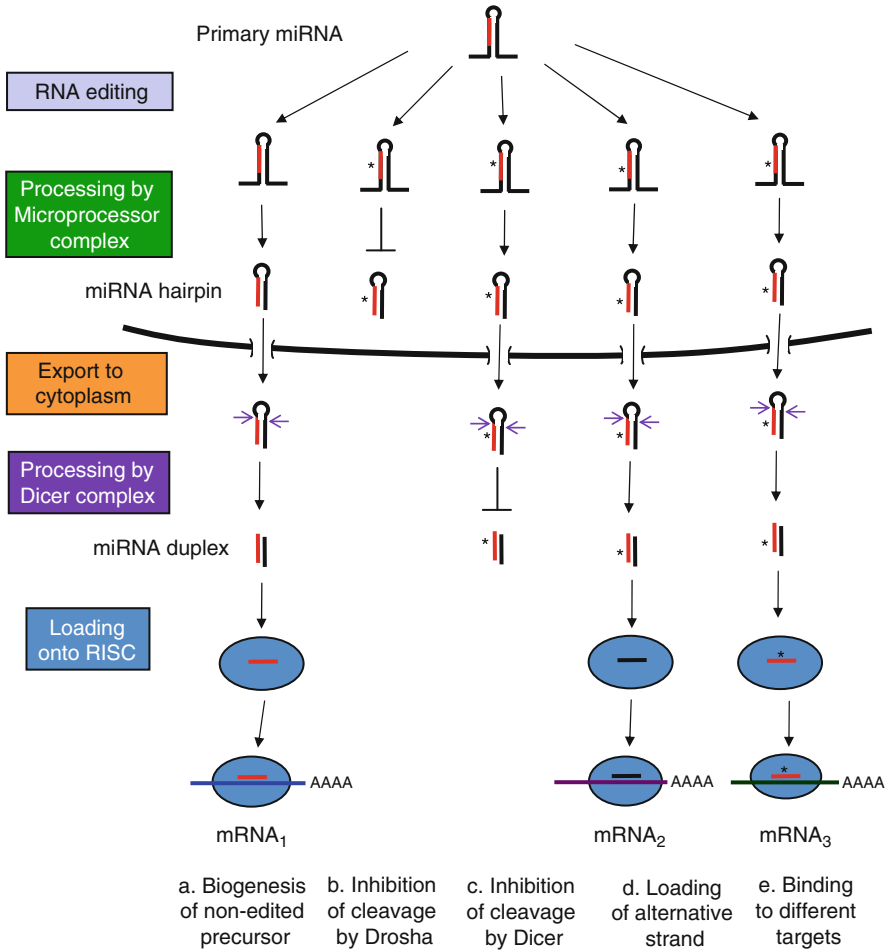 Primary miRNA
RNA editing
*
*
*
*
Processing by
Microprocessor
complex
miRNA hairpin
*
*
*
*
Export to
cytoplasm
*
*
*
Processing by
Dicer complex
miRNA duplex
*
*
*
Loading
onto RISC
*
*
AAAA
AAAA
AAAA
mRNA1
mRNA2
mRNA3
a. Biogenesis
of non-edited
precursor
b. Inhibition
of cleavage
by Drosha
c. Inhibition
of cleavage
by Dicer
d. Loading
of alternative
strand
e. Binding
to different
targets